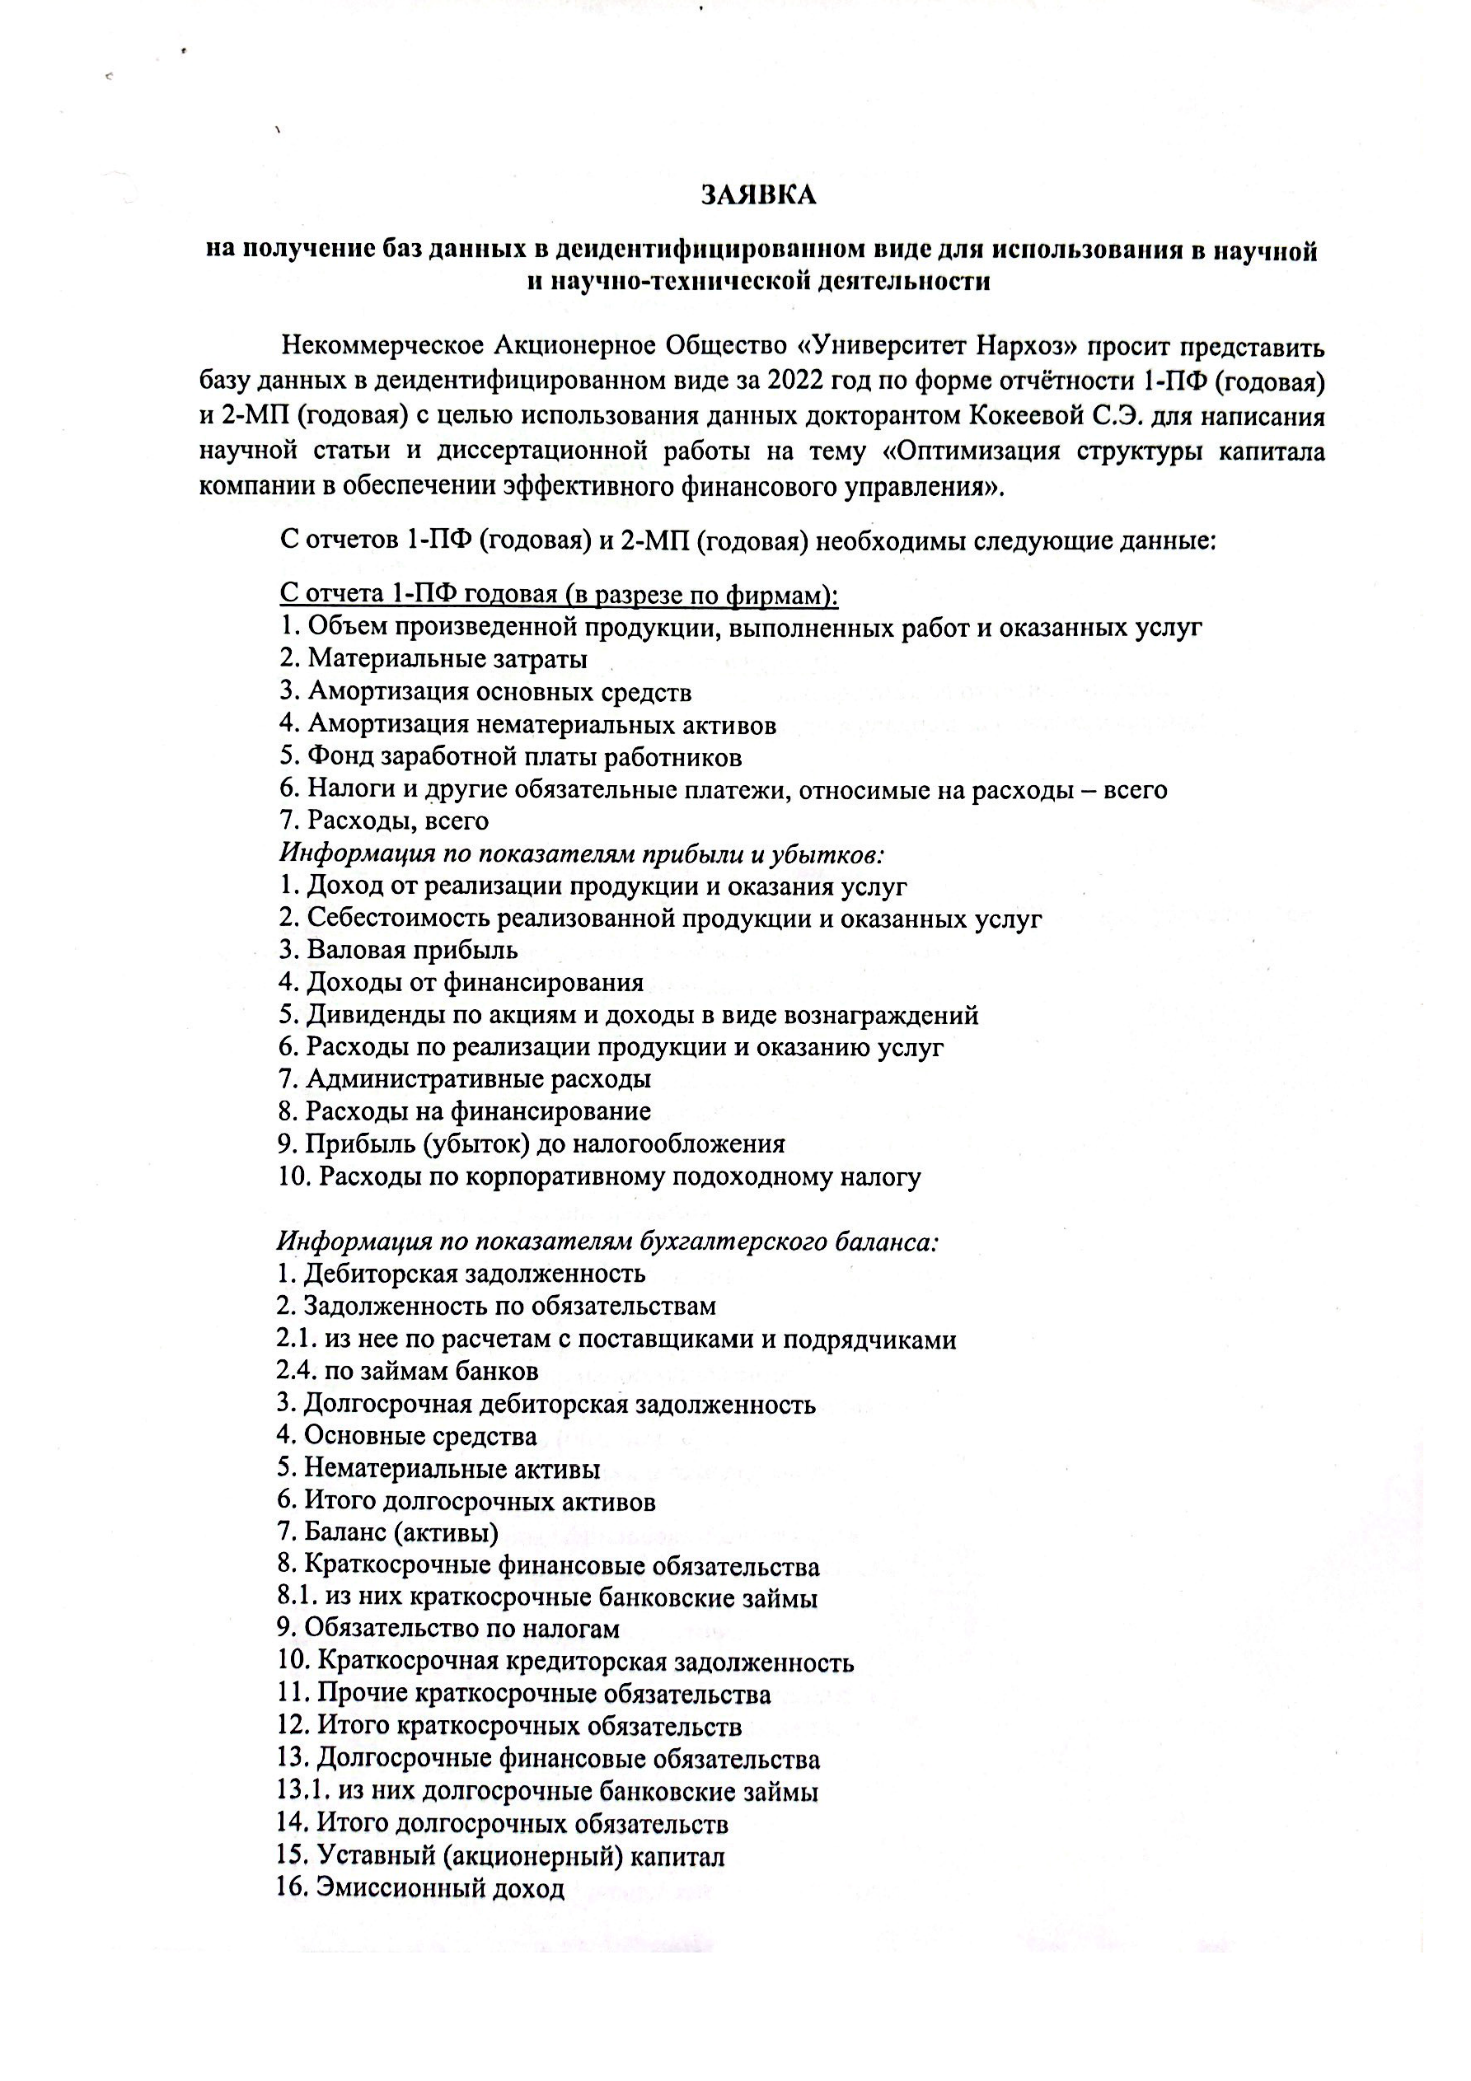 ЗАЯВКА
на получение баз данных в деидентифицированном виде для использования в научной
и научно-технической деятельности
Некоммерческое Акционерное Общество «Университет Нархоз» просит представить
базу данных в деидентифицированном виде за 2022 год по форме отчётности 1-ПФ (годовая)
и 2-МП (годовая) с целью использования данных докторантом Кокеевой С.Э. для написания
научной статьи и диссертационной работы на тему «Оптимизация структуры капитала
компании в обеспечении эффективного финансового управления».
С отчетов 1-ПФ (годовая) и 2-МП (годовая) необходимы следующие данные:
С отчета 1-ПФ годовая (в разрезе по фирмам):
1. Объем произведенной продукции, выполненных работ и оказанных услуг
2. Материальные затраты
3. Амортизация основных средств
4. Амортизация нематериальных активов
5. Фонд заработной платы работников
6. Налоги и другие обязательные платежи, относимые на расходы – всего
7. Расходы, всего
Информация по показателям прибыли и убытков:
1. Доход от реализации продукции и оказания услуг
2. Себестоимость реализованной продукции и оказанных услуг
3. Валовая прибыль
4. Доходы от финансирования
5. Дивиденды по акциям и доходы в виде вознаграждений
6. Расходы по реализации продукции и оказанию услуг
7. Административные расходы
8. Расходы на финансирование
9. Прибыль (убыток) до налогообложения
10. Расходы по корпоративному подоходному налогу
Информация по показателям бухгалтерского баланса:
1. Дебиторская задолженность
2. Задолженность по обязательствам
2.1. из нее по расчетам с поставщиками и подрядчиками
2.4. по займам банков
3. Долгосрочная дебиторская задолженность
4. Основные средства
5. Нематериальные активы
6. Итого долгосрочных активов
7. Баланс (активы)
8. Краткосрочные финансовые обязательства
8.1. из них краткосрочные банковские займы
9. Обязательство по налогам
10. Краткосрочная кредиторская задолженность
11. Прочие краткосрочные обязательства
12. Итого краткосрочных обязательств
13. Долгосрочные финансовые обязательства
13.1. из них долгосрочные банковские займы
14. Итого долгосрочных обязательств
15. Уставный (акционерный) капитал
16. Эмиссионный доход